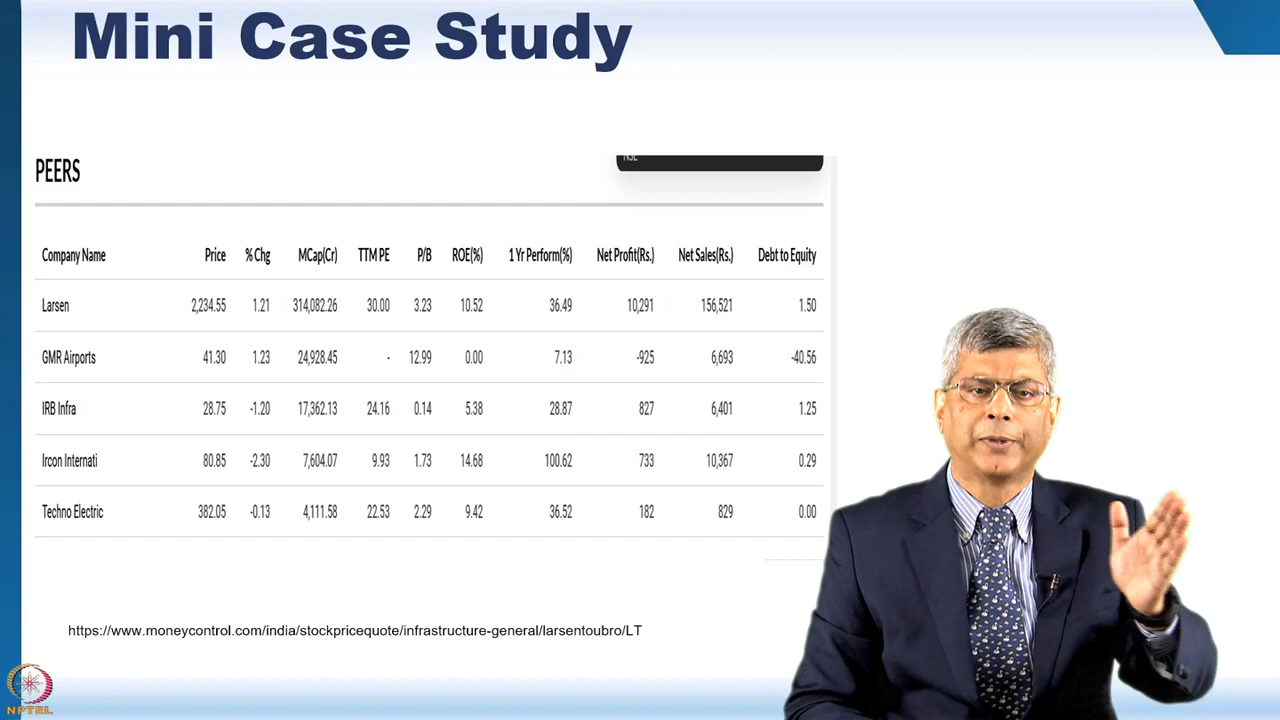 Mini Case Study
PEERS
Company Name Price % Chg MCap(Cr) TTM PE P/B ROE(%) 1 Yr Perform(%) Net Profit(Rs.) Net Sales(Rs.) Debt to Equity
Larsen 2,234.55 1.21 314,082.26 30.00 3.23 10.52 36.49 10,291 156,521 1.50
GMR Airports 41.30 1.23 24,928.45 - 12.99 0.00 7.13 -925 6,693 -40.56
IRB Infra 28.75 -1.20 17,362.13 24.16 0.14 5.38 28.87 827 6,401 1.25
Ircon Internati 80.85 -2.30 7,604.07 9.93 1.73 14.68 100.62 733 10,367 0.29
Techno Electric 382.05 -0.13 4,111.58 22.53 2.29 9.42 36.52 182 829 0.00
https://www.moneycontrol.com/india/stockpricequote/infrastructure-general/larsentoubro/LT
NPTEL